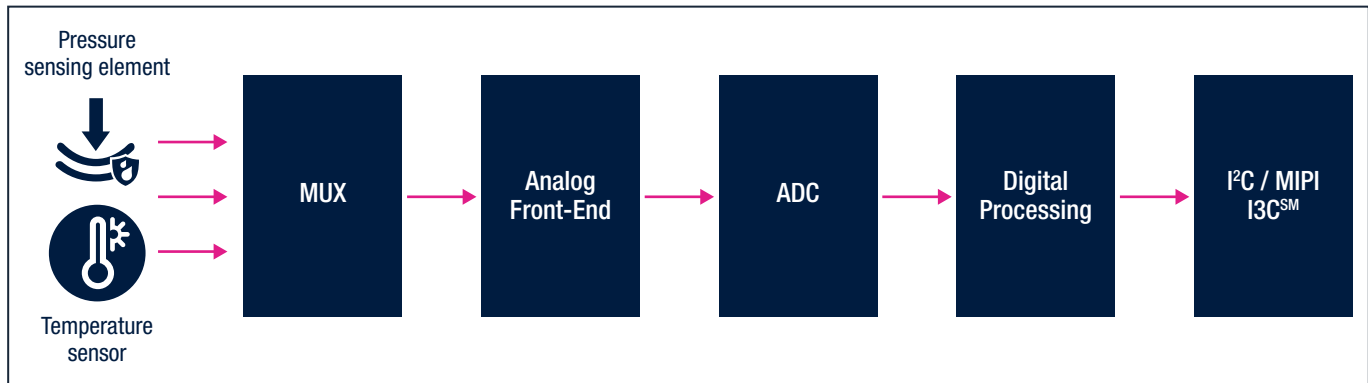 Pressure
sensing element
MUX
Analog
Front-End
ADC
Digital
Processing
I²C / MIPI
I3Cˢᴹ
Temperature
sensor